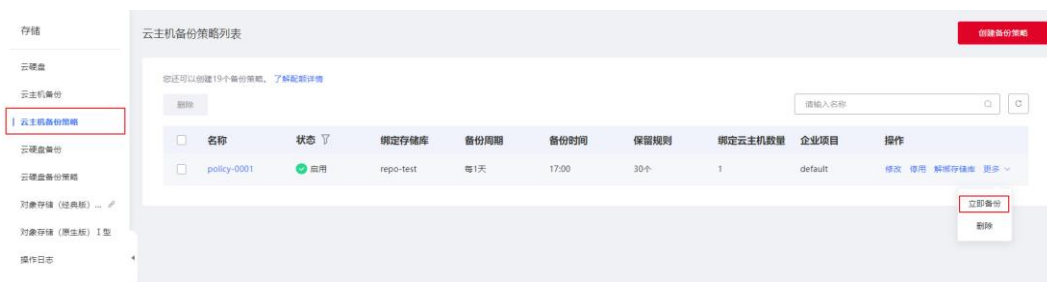 存储
云硬盘
云主机备份
云主机备份策略
云硬盘备份
云硬盘备份策略
对象存储（经典版）...
对象存储（原生版）I型
操作日志
云主机备份策略列表
创建备份策略
您还可以创建19个备份策略。 了解配额详情
删除
请输入名称
名称 状态 绑定存储库 备份周期 备份时间 保留规则 绑定云主机数量 企业项目 操作
policy-0001 启用 repo-test 每1天 17:00 30个 1 default 修改 停用 解绑存储库 更多
立即备份
删除